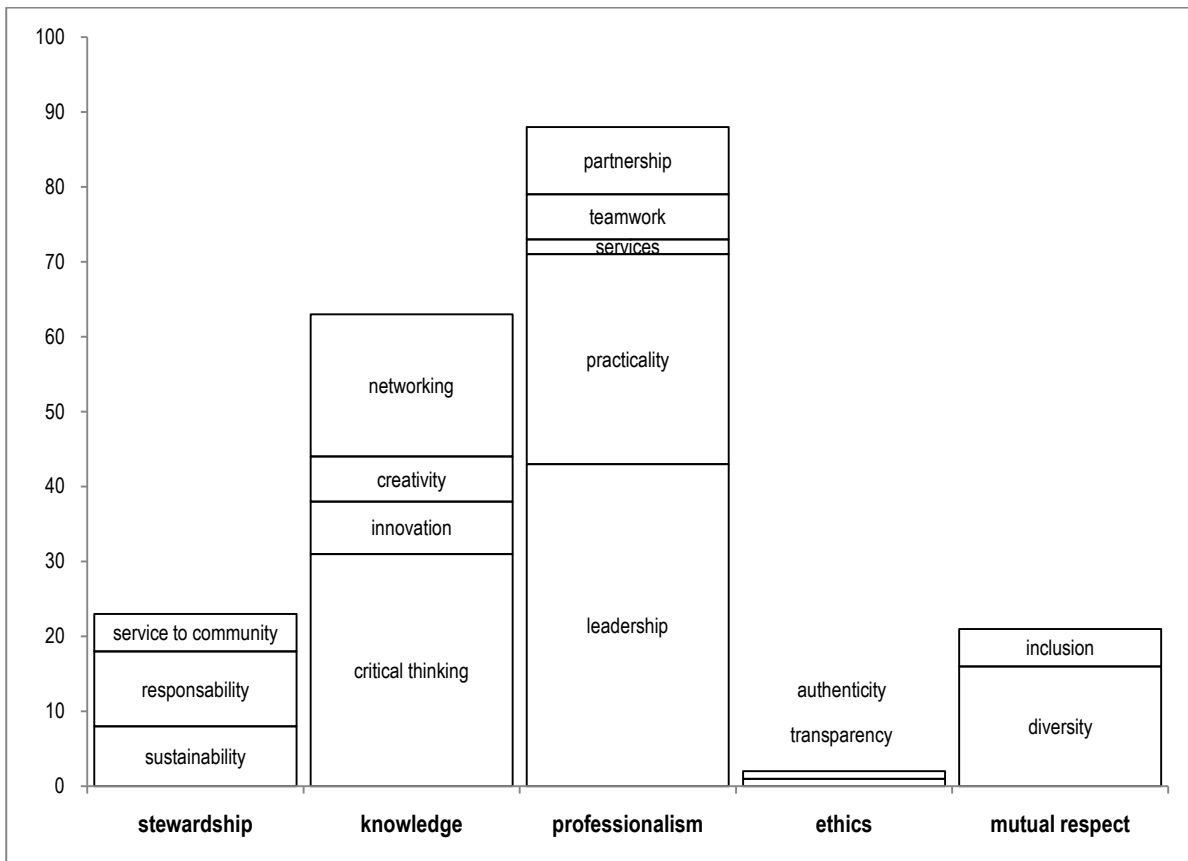 100
90
80
70
60
50
40
30
20
10
0
service to community
responsability
sustainability
networking
creativity
innovation
critical thinking
partnership
teamwork
services
practicality
leadership
authenticity
transparency
inclusion
diversity
stewardship
knowledge
professionalism
ethics
mutual respect